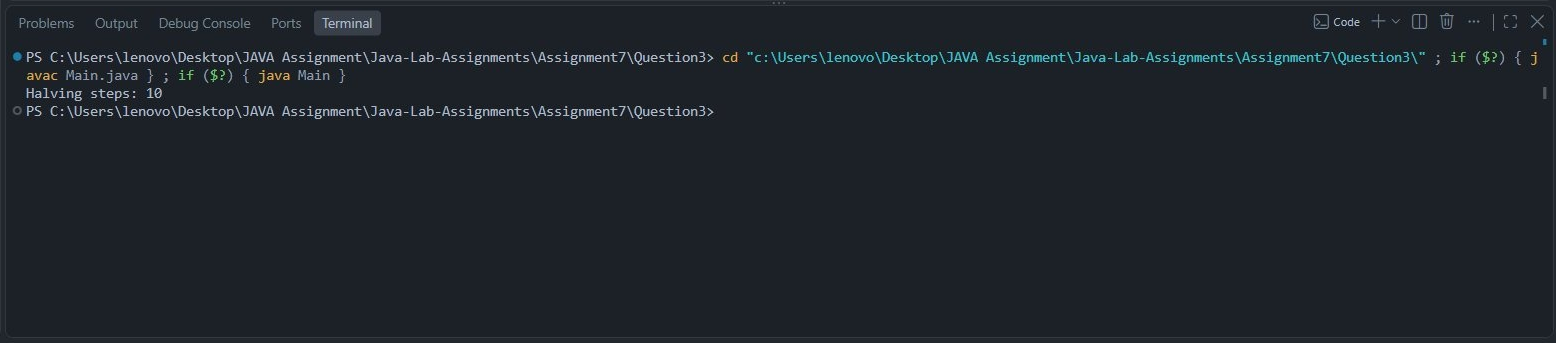 Problems Output Debug Console Ports Terminal Code
PS C:\Users\lenovo\Desktop\JAVA Assignment\Java-Lab-Assignments\Assignment7\Question3> cd "c:\Users\lenovo\Desktop\JAVA Assignment\Java-Lab-Assignments\Assignment7\Question3\" ; if ($?) { j
avac Main.java } ; if ($?) { java Main }
Halving steps: 10
PS C:\Users\lenovo\Desktop\JAVA Assignment\Java-Lab-Assignments\Assignment7\Question3>